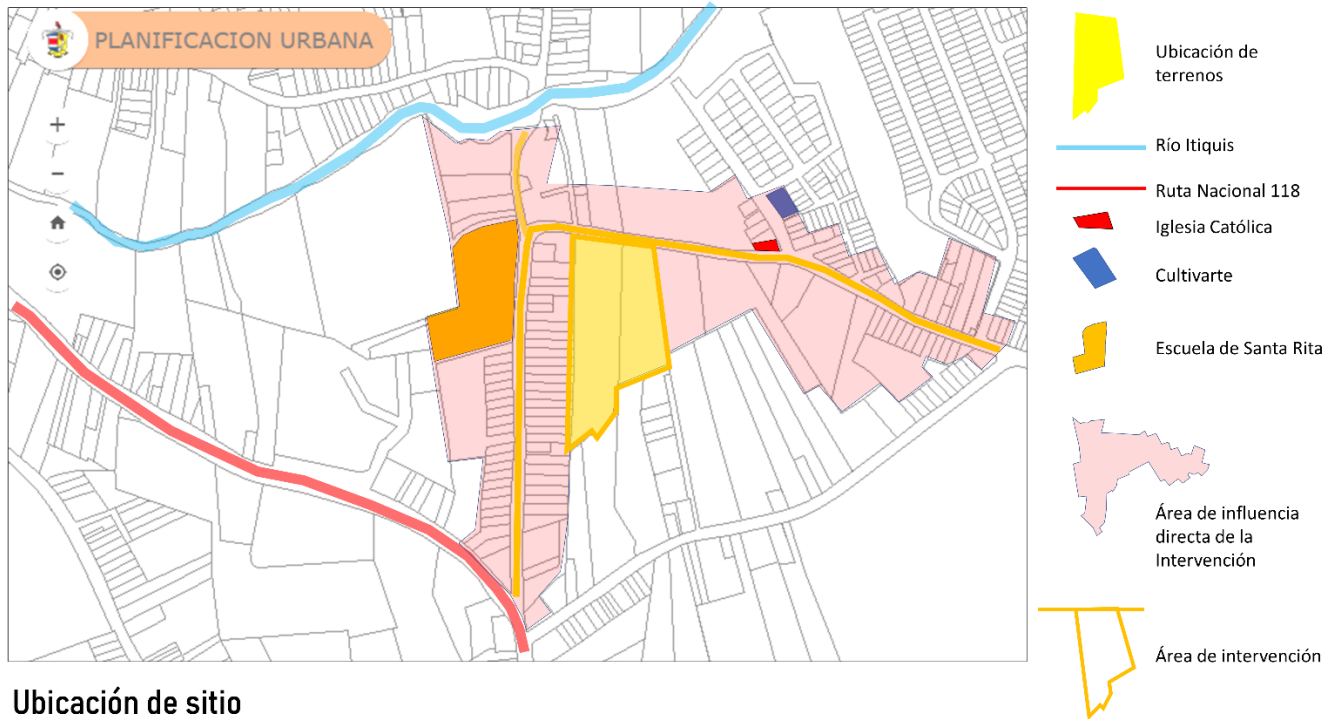 PLANIFICACION URBANA
Ubicación de
terrenos
Río Itiquis
Ruta Nacional 118
Iglesia Católica
Cultivarte
Escuela de Santa Rita
Área de influencia
directa de la
Intervención
Área de intervención
Ubicación de sitio